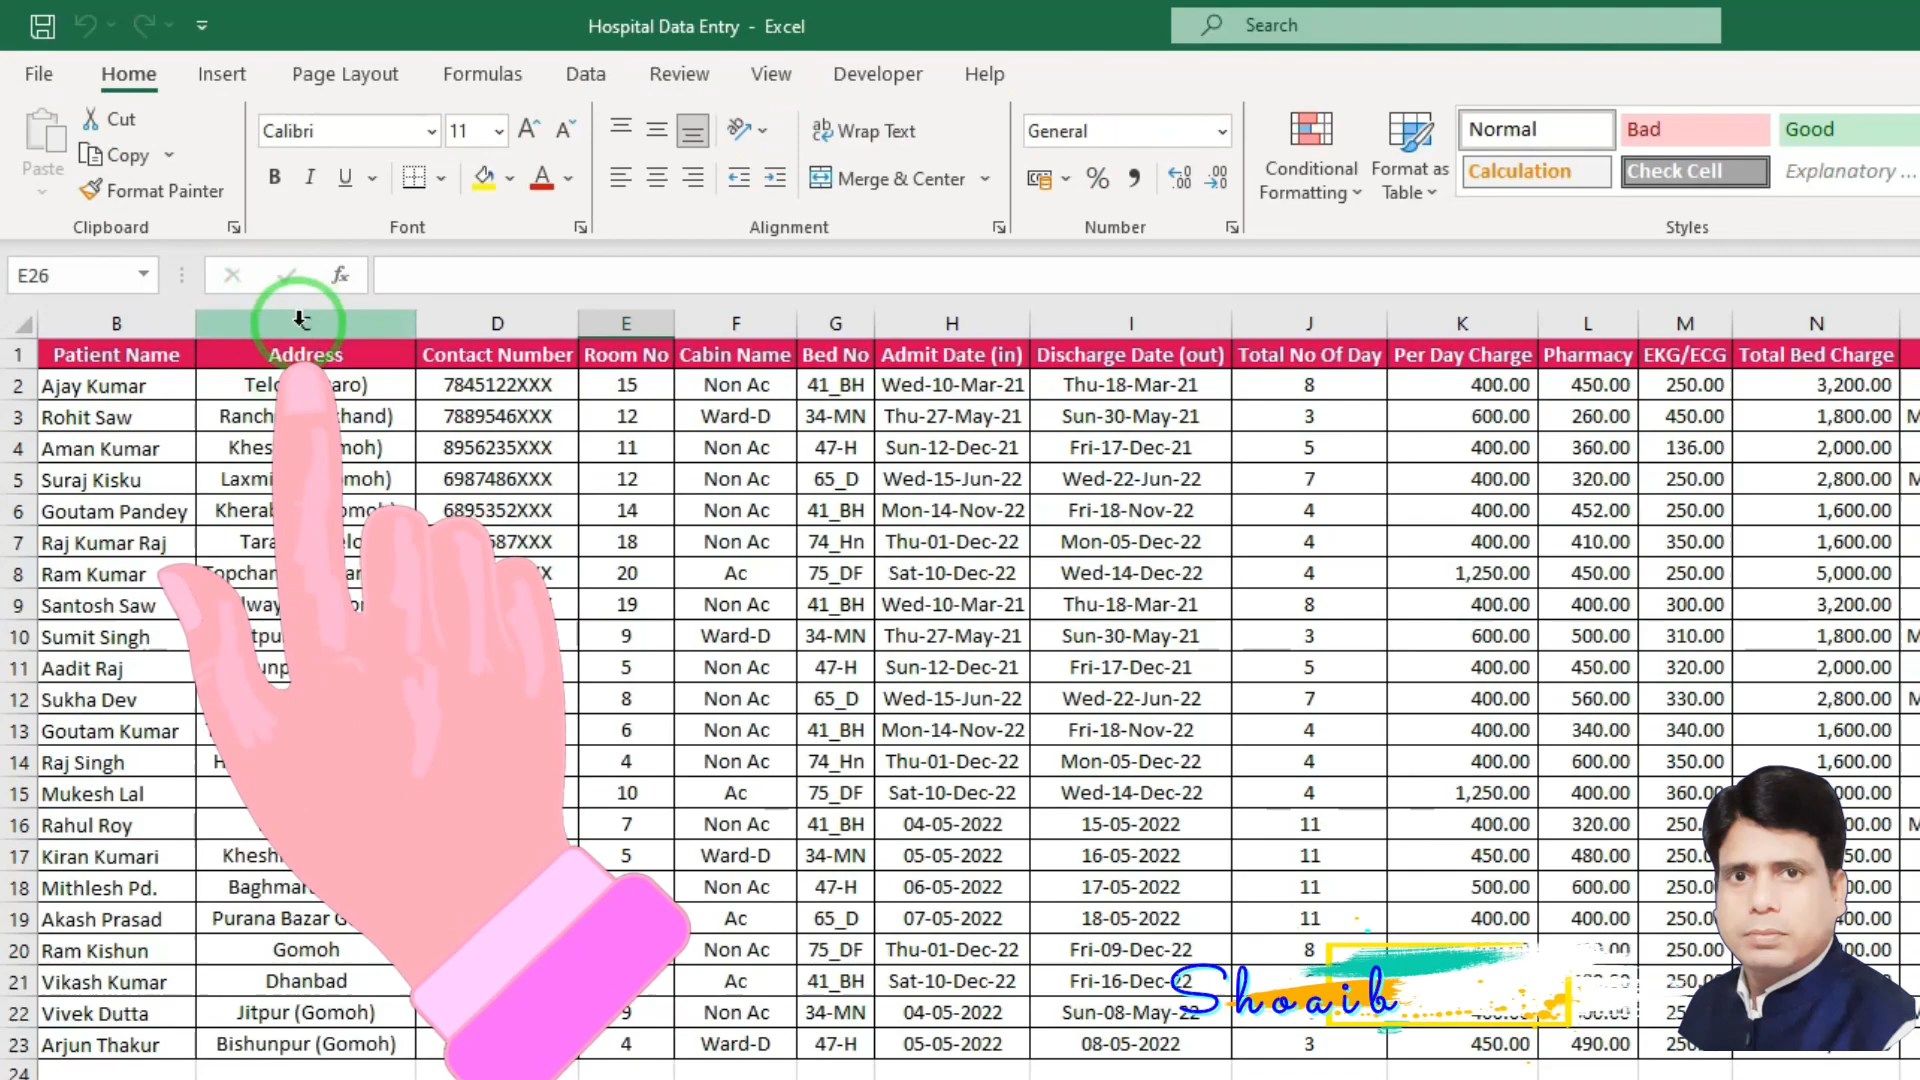 Hospital Data Entry - Excel
Search
File Home Insert Page Layout Formulas Data Review View Developer Help
Cut
Copy
Format Painter
Paste
Clipboard
Calibri 11
B I U
Font
Wrap Text
Merge & Center
Alignment
General
% ,
Number
Conditional Formatting
Format as Table
Normal Bad Good
Calculation Check Cell Explanatory ...
Styles
E26 fx
B C D E F G H I J K L M N
1 Patient Name Address Contact Number Room No Cabin Name Bed No Admit Date (in) Discharge Date (out) Total No Of Day Per Day Charge Pharmacy EKG/ECG Total Bed Charge
2 Ajay Kumar 7845122XXX 15 Non Ac 41_BH Wed-10-Mar-21 Thu-18-Mar-21 8 400.00 450.00 250.00 3,200.00
3 Rohit Saw 7889546XXX 12 Ward-D 34-MN Thu-27-May-21 Sun-30-May-21 3 600.00 260.00 450.00 1,800.00
4 Aman Kumar 8956235XXX 11 Non Ac 47-H Sun-12-Dec-21 Fri-17-Dec-21 5 400.00 360.00 136.00 2,000.00
5 Suraj Kisku 6987486XXX 12 Non Ac 65_D Wed-15-Jun-22 Wed-22-Jun-22 7 400.00 320.00 250.00 2,800.00
6 Goutam Pandey 6895352XXX 14 Non Ac 41_BH Mon-14-Nov-22 Fri-18-Nov-22 4 400.00 452.00 250.00 1,600.00
7 Raj Kumar Raj 18 Non Ac 74_Hn Thu-01-Dec-22 Mon-05-Dec-22 4 400.00 410.00 350.00 1,600.00
8 Ram Kumar 20 Ac 75_DF Sat-10-Dec-22 Wed-14-Dec-22 4 1,250.00 450.00 250.00 5,000.00
9 Santosh Saw 19 Non Ac 41_BH Wed-10-Mar-21 Thu-18-Mar-21 8 400.00 400.00 300.00 3,200.00
10 Sumit Singh 9 Ward-D 34-MN Thu-27-May-21 Sun-30-May-21 3 600.00 500.00 310.00 1,800.00
11 Aadit Raj 5 Non Ac 47-H Sun-12-Dec-21 Fri-17-Dec-21 5 400.00 450.00 320.00 2,000.00
12 Sukha Dev 8 Non Ac 65_D Wed-15-Jun-22 Wed-22-Jun-22 7 400.00 560.00 330.00 2,800.00
13 Goutam Kumar 6 Non Ac 41_BH Mon-14-Nov-22 Fri-18-Nov-22 4 400.00 340.00 340.00 1,600.00
14 Raj Singh 4 Non Ac 74_Hn Thu-01-Dec-22 Mon-05-Dec-22 4 400.00 600.00 350.00 1,600.00
15 Mukesh Lal 10 Ac 75_DF Sat-10-Dec-22 Wed-14-Dec-22 4 1,250.00 400.00
16 Rahul Roy 7 Non Ac 41_BH 04-05-2022 15-05-2022 11 400.00 320.00
17 Kiran Kumari 5 Ward-D 34-MN 05-05-2022 16-05-2022 11 450.00 480.00
18 Mithlesh Pd. 47-H 06-05-2022 17-05-2022 11 500.00 600.00
Non Ac
19 Akash Prasad Purana Bazar Ac 65_D 07-05-2022 18-05-2022 11 400.00 400.00
20 Ram Kishun Gomoh Non Ac 75_DF Thu-01-Dec-22 Fri-09-Dec-22 8
21 Vikash Kumar Dhanbad Ac 41_BH Sat-10-Dec-22
22 Vivek Dutta Jitpur (Gomoh) 9 Non Ac 34-MN 04-05-2022
23 Arjun Thakur Bishunpur (Gomoh) 4 Ward-D 47-H 05-05-2022 08-05-2022 3 450.00 490.00
24
Shoaib